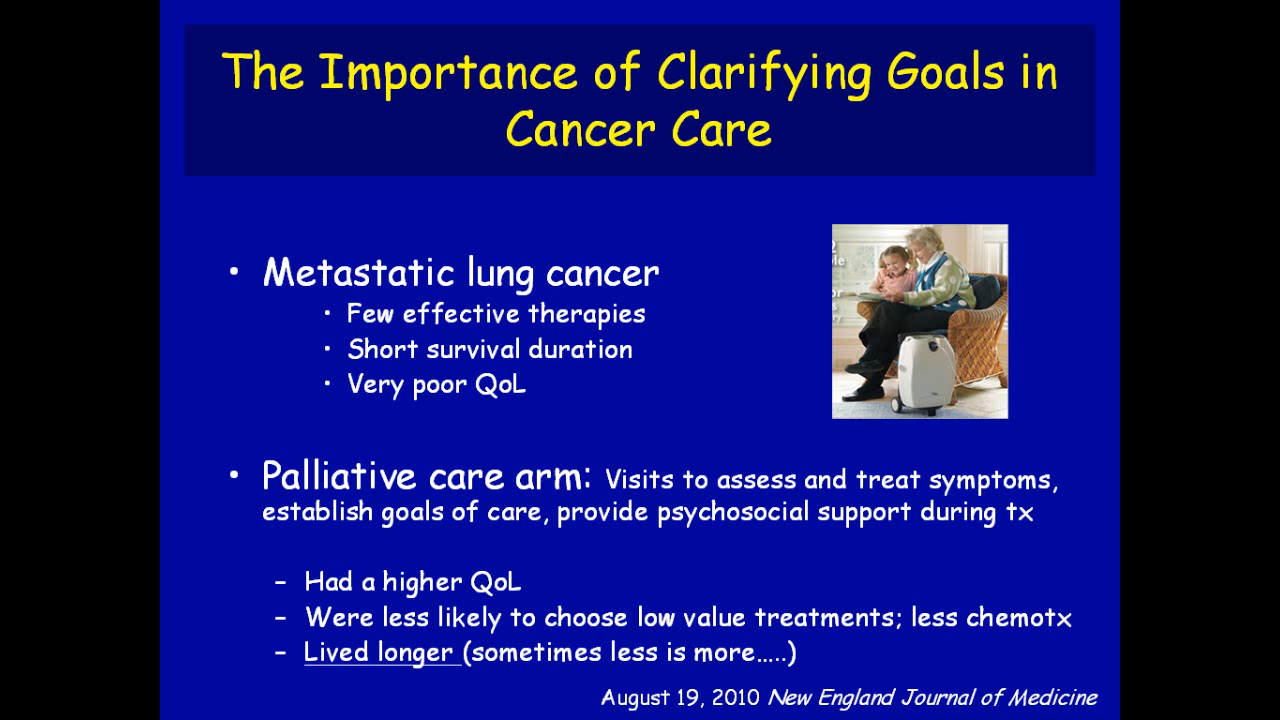 The Importance of Clarifying Goals in
Cancer Care
• Metastatic lung cancer
• Few effective therapies
• Short survival duration
• Very poor QoL
• Palliative care arm: Visits to assess and treat symptoms,
establish goals of care, provide psychosocial support during tx
– Had a higher QoL
– Were less likely to choose low value treatments; less chemotx
– Lived longer (sometimes less is more…..)
August 19, 2010 New England Journal of Medicine